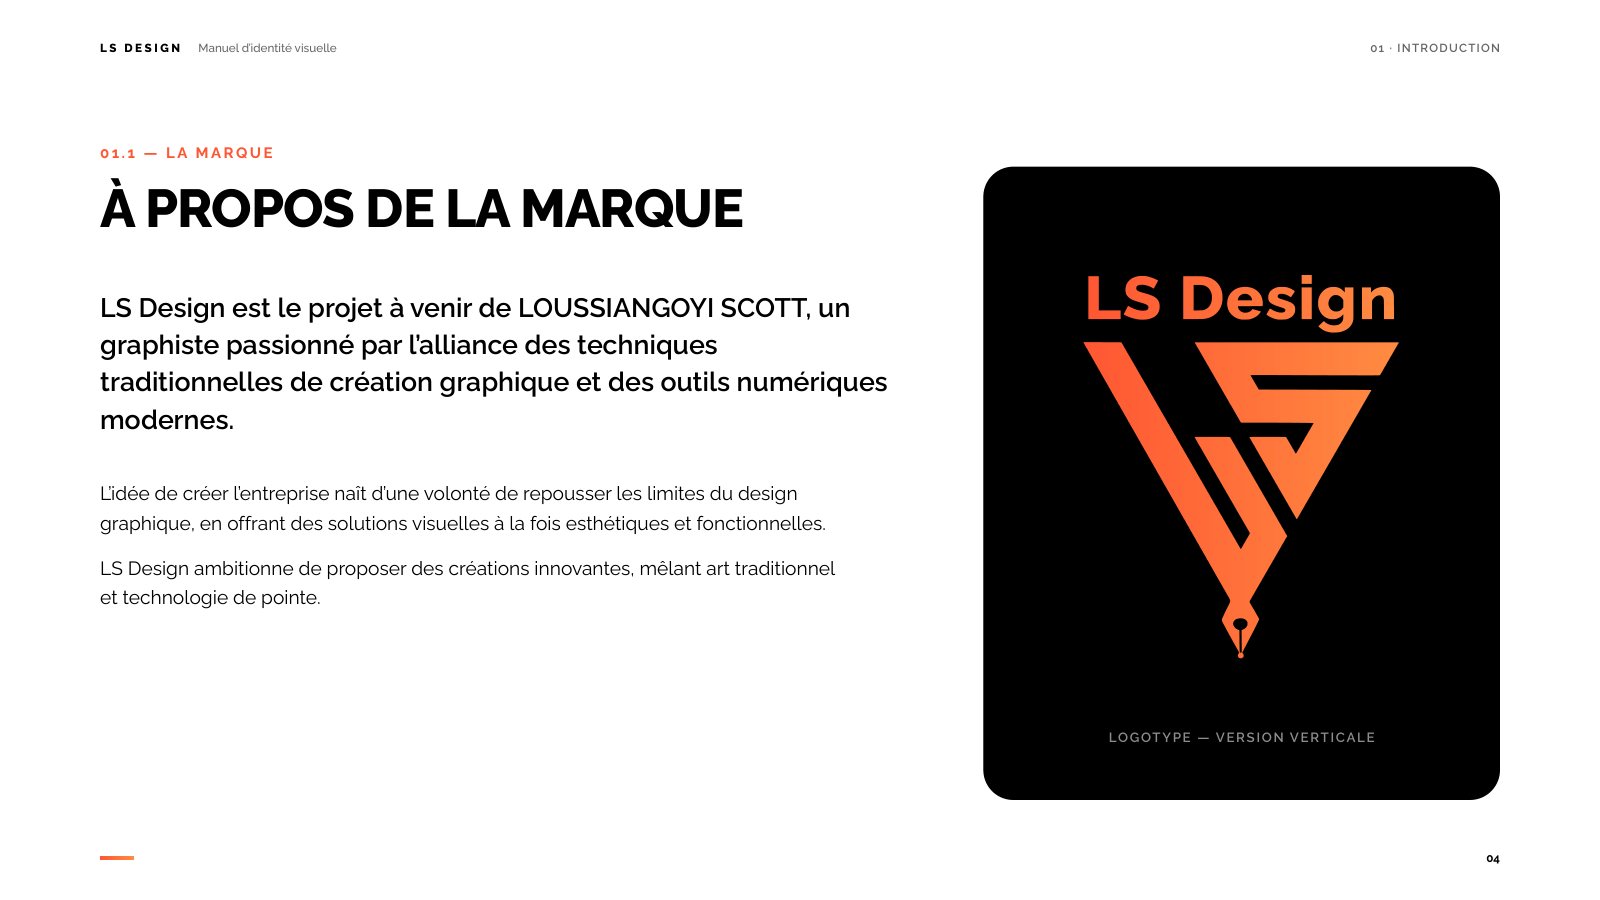 LS DESIGN Manuel d’identité visuelle
01 · INTRODUCTION
01.1 — LA MARQUE
À PROPOS DE LA MARQUE
LS Design est le projet à venir de LOUSSIANGOYI SCOTT, un
graphiste passionné par l’alliance des techniques
traditionnelles de création graphique et des outils numériques
modernes.
L’idée de créer l’entreprise naît d’une volonté de repousser les limites du design
graphique, en offrant des solutions visuelles à la fois esthétiques et fonctionnelles.
LS Design ambitionne de proposer des créations innovantes, mêlant art traditionnel
et technologie de pointe.
LS Design
LOGOTYPE — VERSION VERTICALE
04